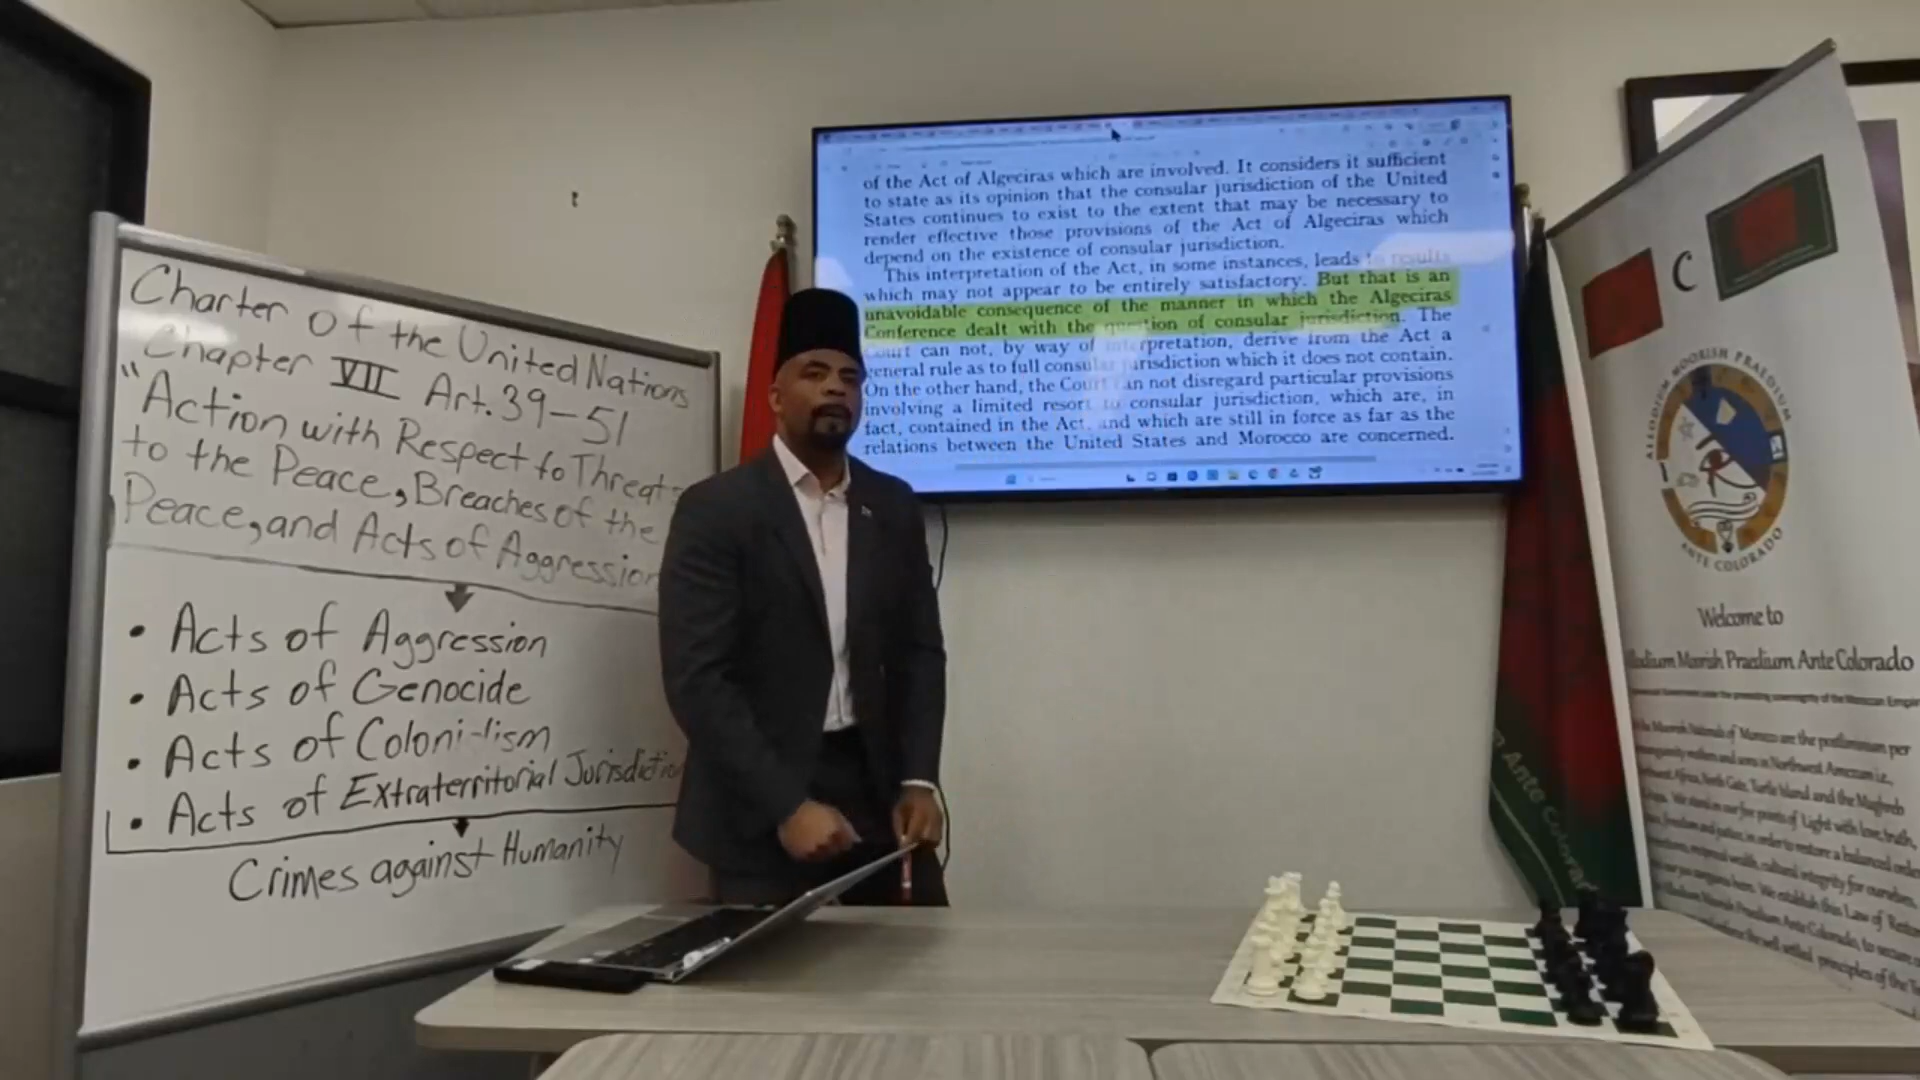 Charter of the United Nations
Chapter VII Art. 39-51
"Action with Respect to Threats
to the Peace, Breaches of the
Peace, and Acts of Aggression
• Acts of Aggression
• Acts of Genocide
• Acts of Colonialism
• Acts of Extraterritorial Jurisdiction
Crimes against Humanity
of the Act of Algeciras which are involved. It considers it sufficient
to state as its opinion that the consular jurisdiction of the United
States continues to exist to the extent that may be necessary to
render effective those provisions of the Act of Algeciras which
depend on the existence of consular jurisdiction.
This interpretation of the Act, in some instances, leads to results
which may not appear to be entirely satisfactory. But that is an
unavoidable consequence of the manner in which the Algeciras
Conference dealt with the question of consular jurisdiction. The
Court can not, by way of interpretation, derive from the Act a
general rule as to full consular jurisdiction which it does not contain.
On the other hand, the Court can not disregard particular provisions
involving a limited resort to consular jurisdiction, which are, in
fact, contained in the Act, and which are still in force as far as the
relations between the United States and Morocco are concerned.
Ante Colorado
ALLODIUM MOORISH PRAEDIUM
ANTE COLORADO
Welcome to
Allodium Moorish Praedium Ante Colorado